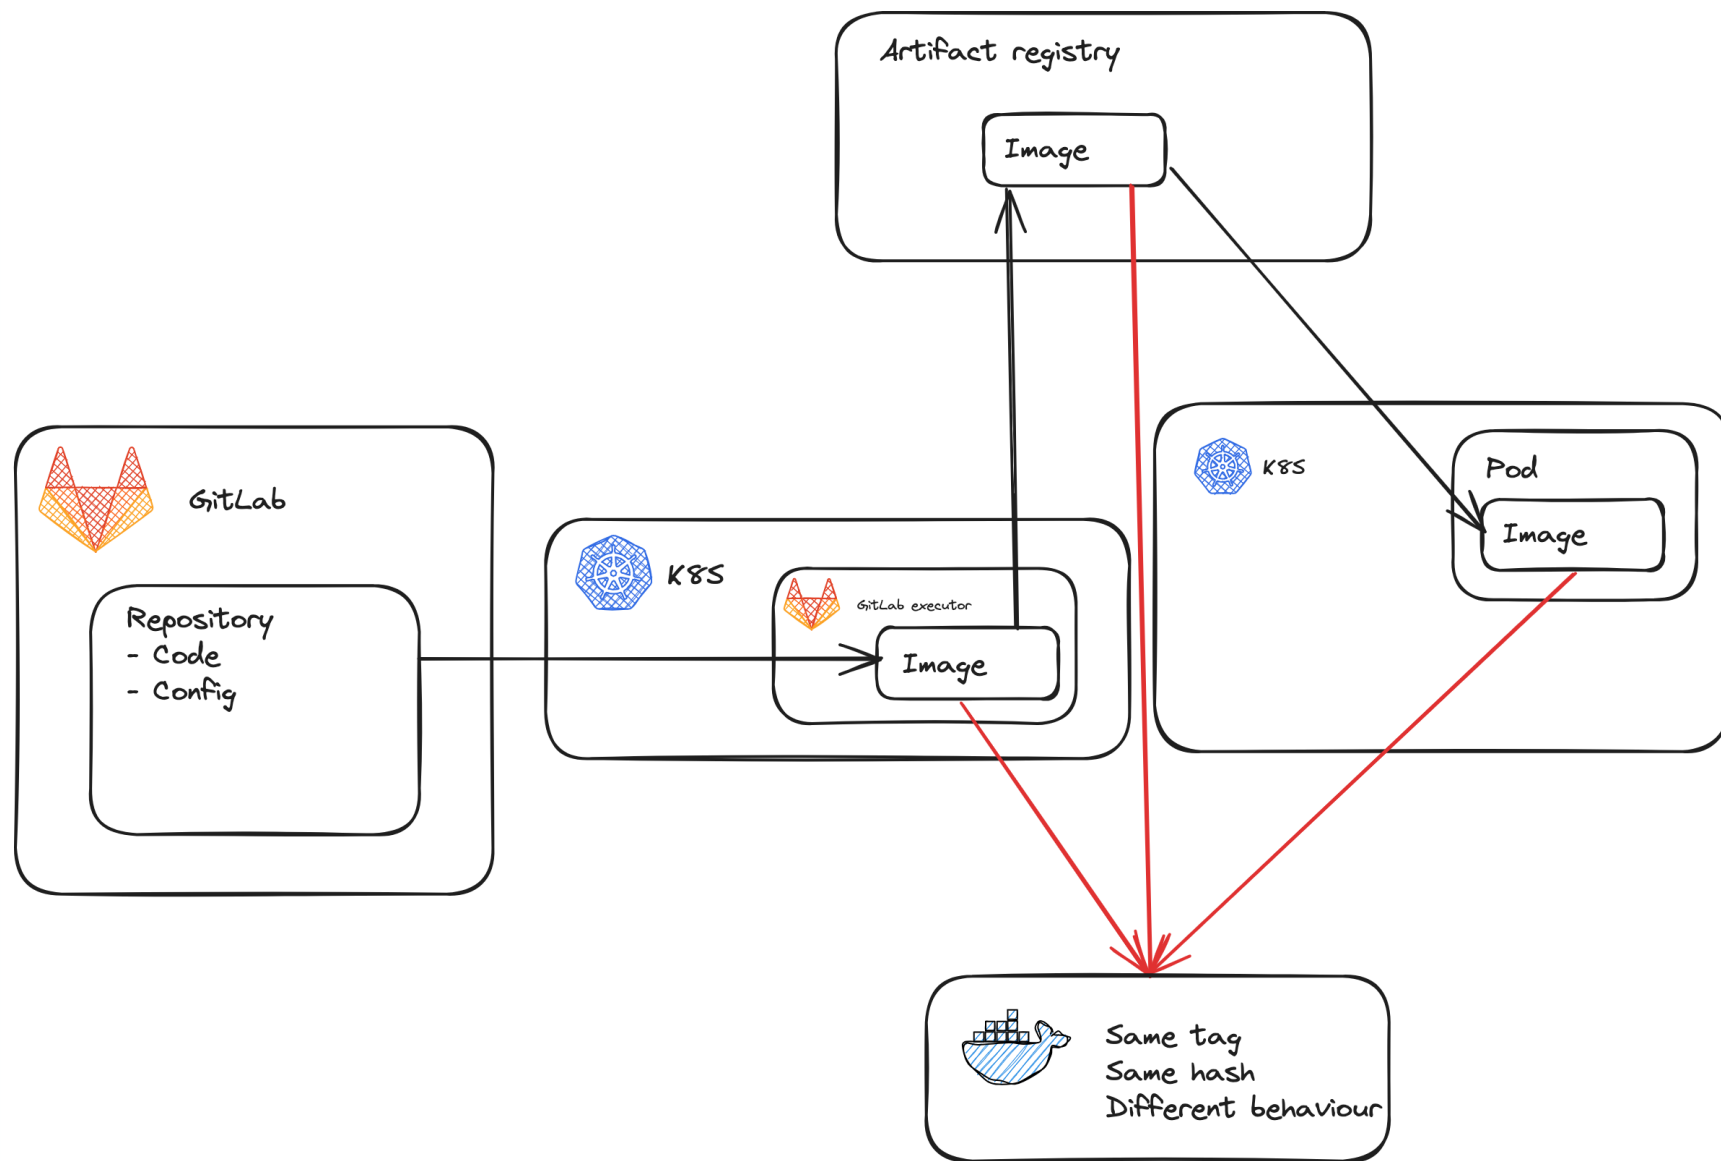 Artifact registry
Image
GitLab
Repository
- Code
- Config
K8S
GitLab executor
Image
K8S
Pod
Image
Same tag
Same hash
Different behaviour